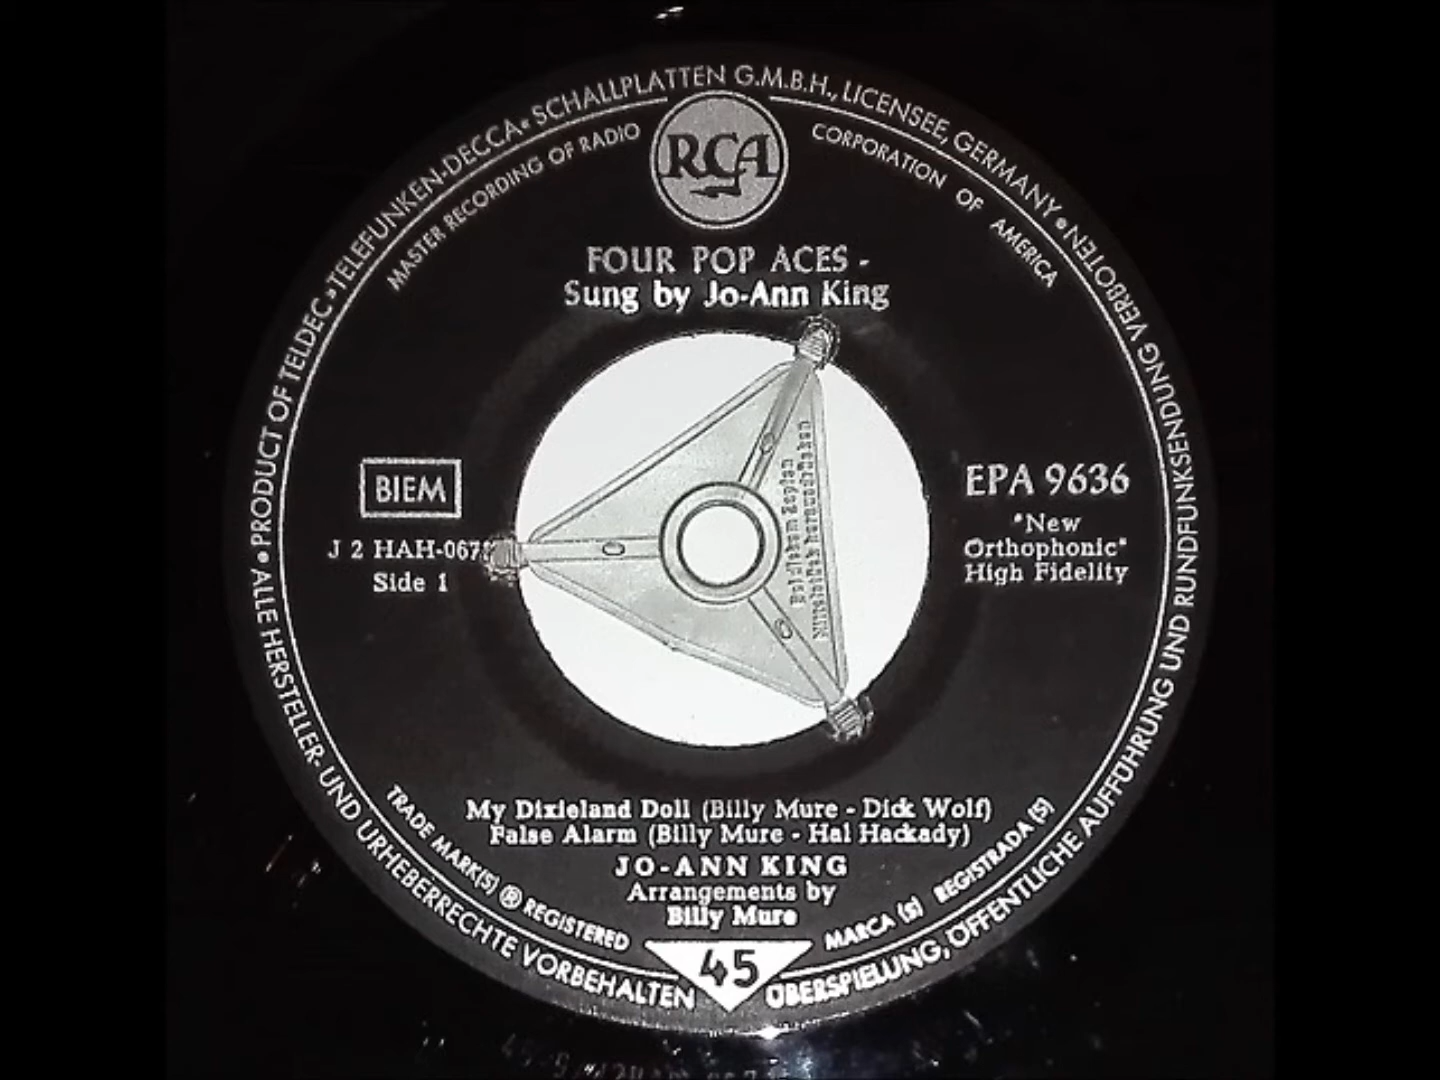 PRODUCT OF TELDEC•TELEFUNKEN-DECCA•SCHALLPLATTEN G.M.B.H., LICENSEE, GERMANY•NEN VERBOTEN
MASTER RECORDING OF RADIO CORPORATION OF AMERICA
RCA
FOUR POP ACES -
Sung by Jo-Ann King
BIEM
J 2 HAH-067
Side 1
EPA 9636
"New
Orthophonic"
High Fidelity
My Dixieland Doll (Billy Mure - Dick Wolf)
False Alarm (Billy Mure - Hal Hackady)
JO-ANN KING
Arrangements by
Billy Mure
TRADE MARK(S) ® REGISTERED
MARCA (S) REGISTRADA (S)
45
•ALLE HERSTELLER- UND URHEBERRECHTE VORBEHALTEN
ÜBERSPIELUNG, ÖFFENTLICHE AUFFÜHRUNG UND RUNDFUNKSENDUNG